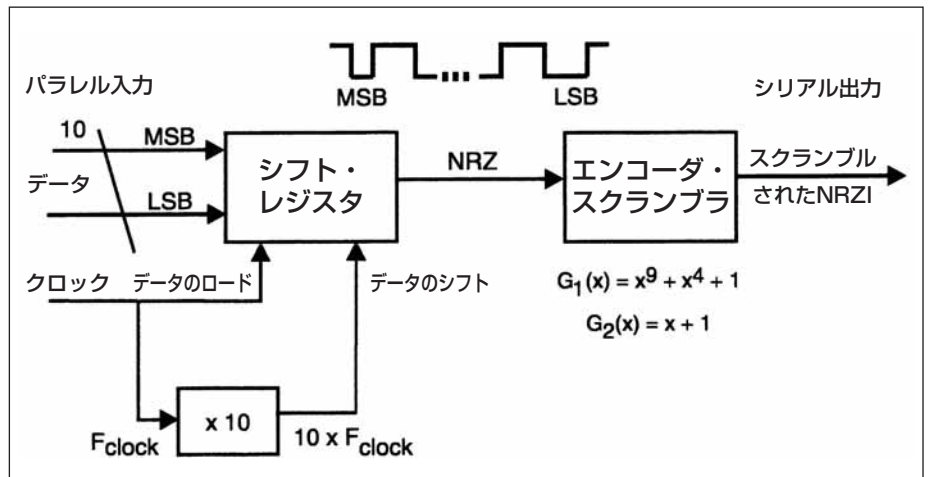 MSB
LSB
パラレル入力
シリアル出力
10
MSB
データ
LSB
シフト・
レジスタ
NRZ
エンコーダ・
スクランブラ
スクランブル
されたNRZI
クロック
データのロード
データのシフト
G₁(x) = x⁹ + x⁴ + 1
G₂(x) = x + 1
x 10
Fclock
10 x Fclock